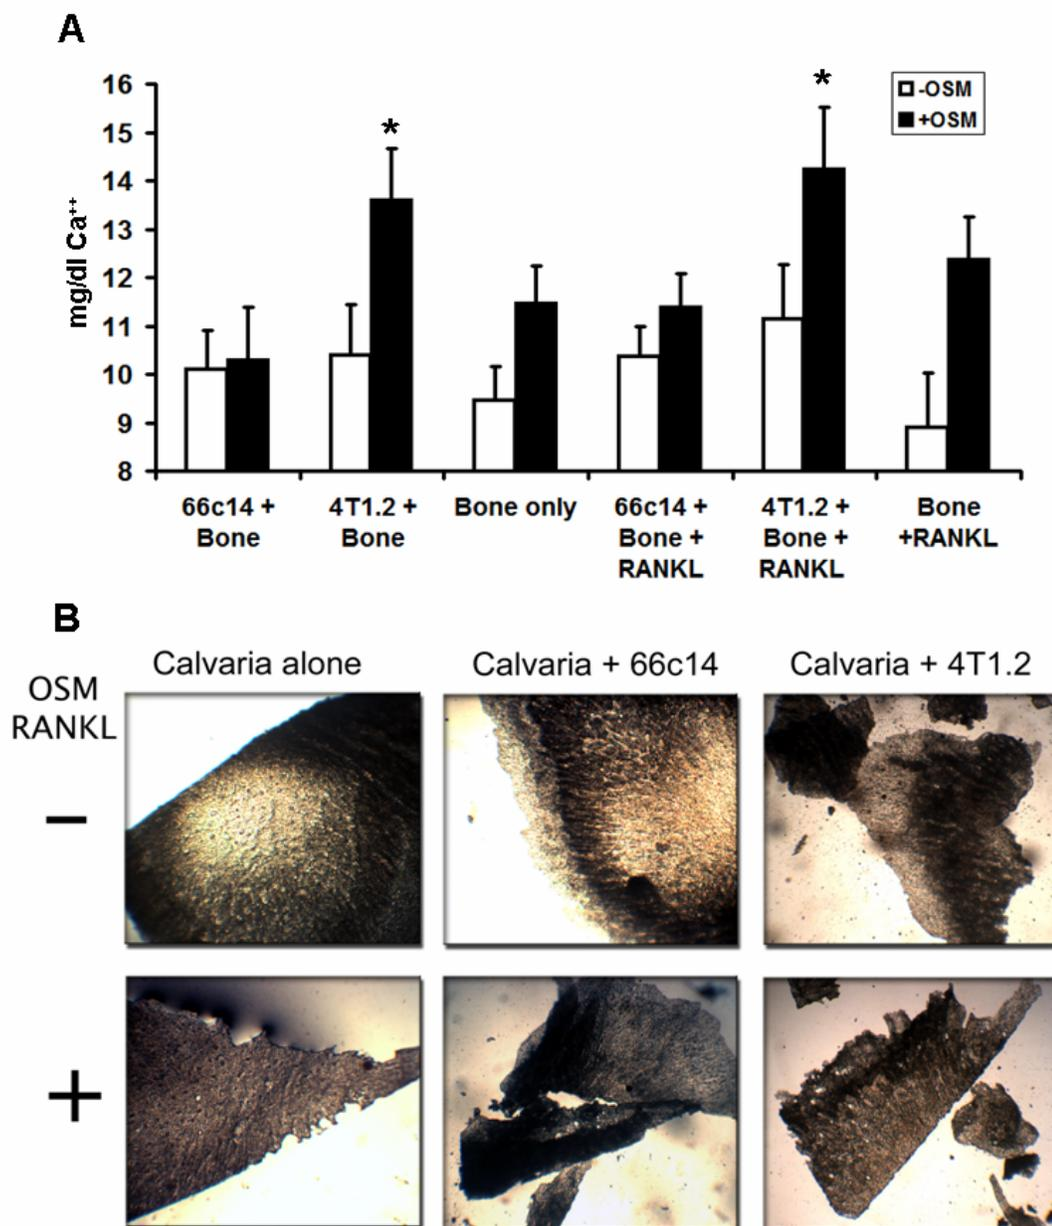 A
mg/dl Ca++
16
15
14
13
12
11
10
9
8
*
*
-OSM
+OSM
66c14 +
Bone
4T1.2 +
Bone
Bone only
66c14 +
Bone +
RANKL
4T1.2 +
Bone +
RANKL
Bone
+RANKL
B
OSM
RANKL
Calvaria alone
Calvaria + 66c14
Calvaria + 4T1.2
−
+